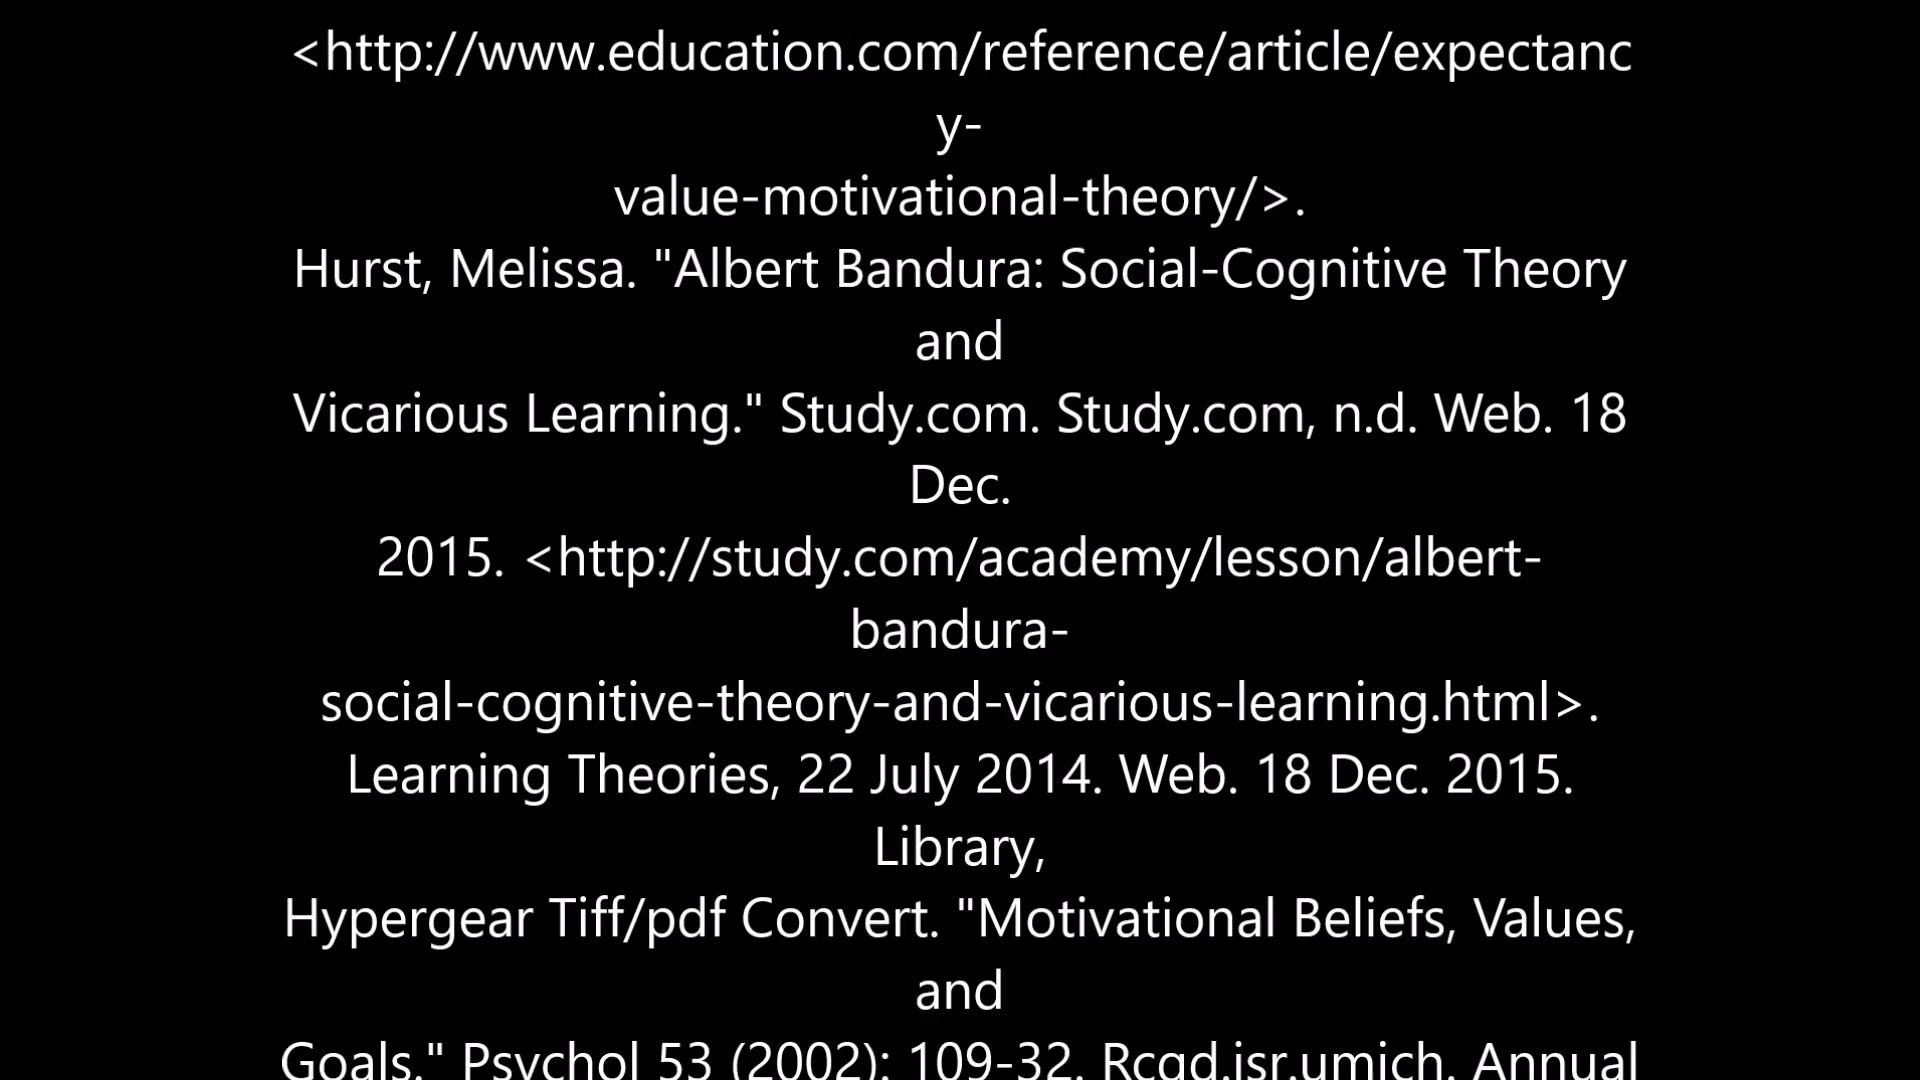 <http://www.education.com/reference/article/expectanc
y-
value-motivational-theory/>.
Hurst, Melissa. "Albert Bandura: Social-Cognitive Theory
and
Vicarious Learning." Study.com. Study.com, n.d. Web. 18
Dec.
2015. <http://study.com/academy/lesson/albert-
bandura-
social-cognitive-theory-and-vicarious-learning.html>.
Learning Theories, 22 July 2014. Web. 18 Dec. 2015.
Library,
Hypergear Tiff/pdf Convert. "Motivational Beliefs, Values,
and
Goals." Psychol 53 (2002): 109-32. Rcgd.isr.umich. Annual